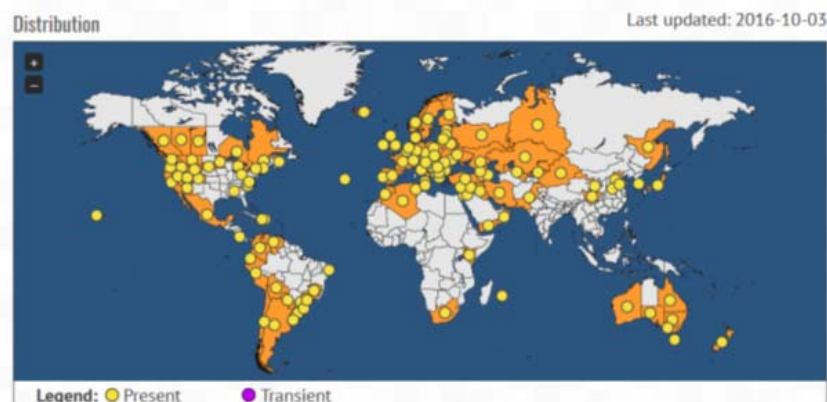 Distribution
Last updated: 2016-10-03
+
−
Legend: Present Transient